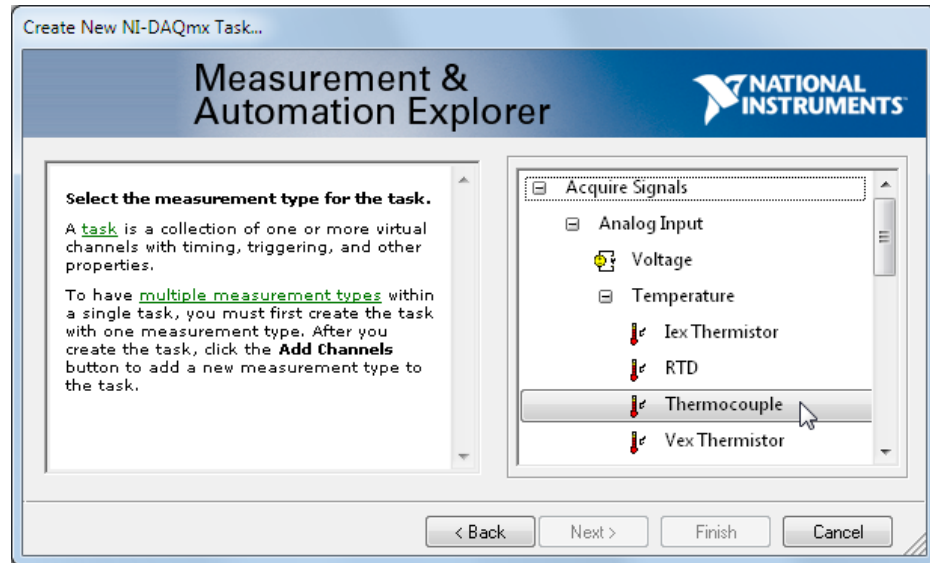 Create New NI-DAQmx Task...
Measurement &
Automation Explorer
NATIONAL
INSTRUMENTS
Select the measurement type for the task.
A task is a collection of one or more virtual
channels with timing, triggering, and other
properties.
To have multiple measurement types within
a single task, you must first create the task
with one measurement type. After you
create the task, click the Add Channels
button to add a new measurement type to
the task.
Acquire Signals
Analog Input
Voltage
Temperature
Iex Thermistor
RTD
Thermocouple
Vex Thermistor
< Back
Next >
Finish
Cancel